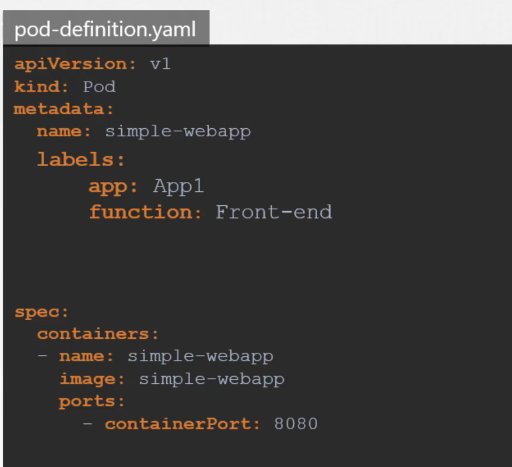 pod-definition.yaml
apiVersion: v1
kind: Pod
metadata:
  name: simple-webapp
  labels:
      app: App1
      function: Front-end
spec:
  containers:
  - name: simple-webapp
    image: simple-webapp
    ports:
      - containerPort: 8080